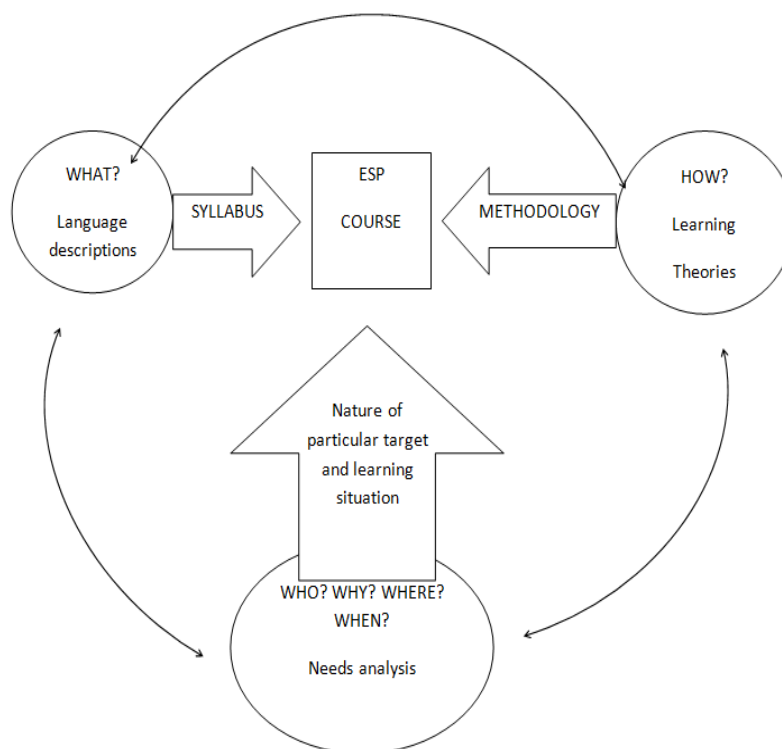 WHAT?
Language
descriptions
SYLLABUS
ESP
COURSE
METHODOLOGY
HOW?
Learning
Theories
Nature of
particular target
and learning
situation
WHO? WHY? WHERE?
WHEN?
Needs analysis